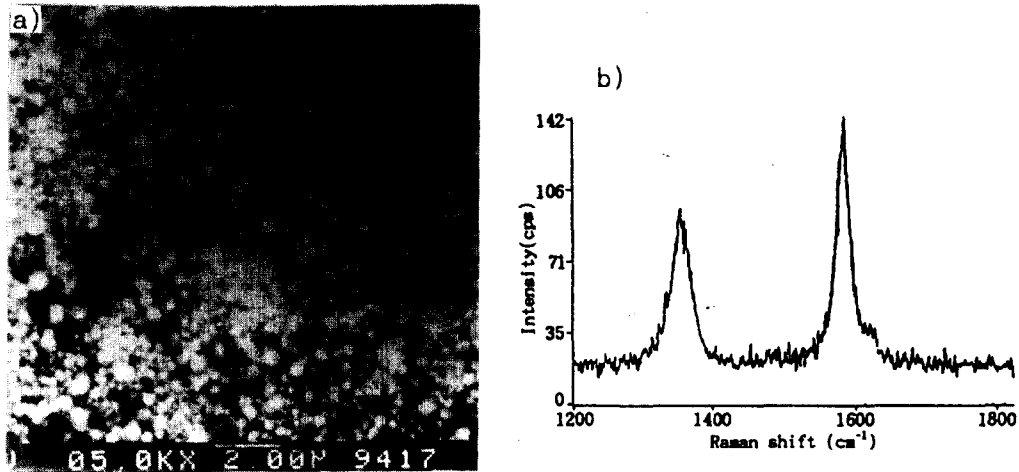 a)
05.0KX 2.00µ 9417
b)
142
106
71
35
0
Intensity(cps)
1200 1400 1600 1800
Raman shift (cm⁻¹)